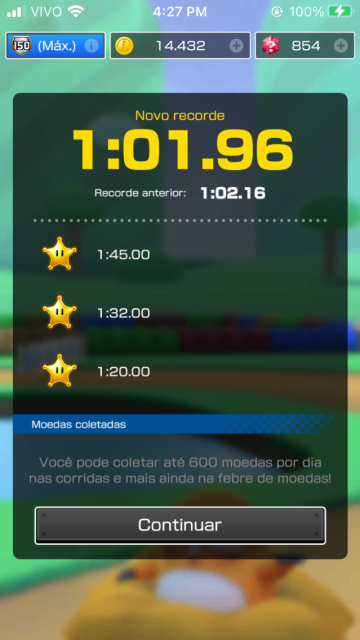 VIVO 4:27 PM 100%
150 (Máx.) i 14.432 + 854 +
Novo recorde
1:01.96
Recorde anterior: 1:02.16
1:45.00
1:32.00
1:20.00
Moedas coletadas
Você pode coletar até 600 moedas por dia
nas corridas e mais ainda na febre de moedas!
Continuar